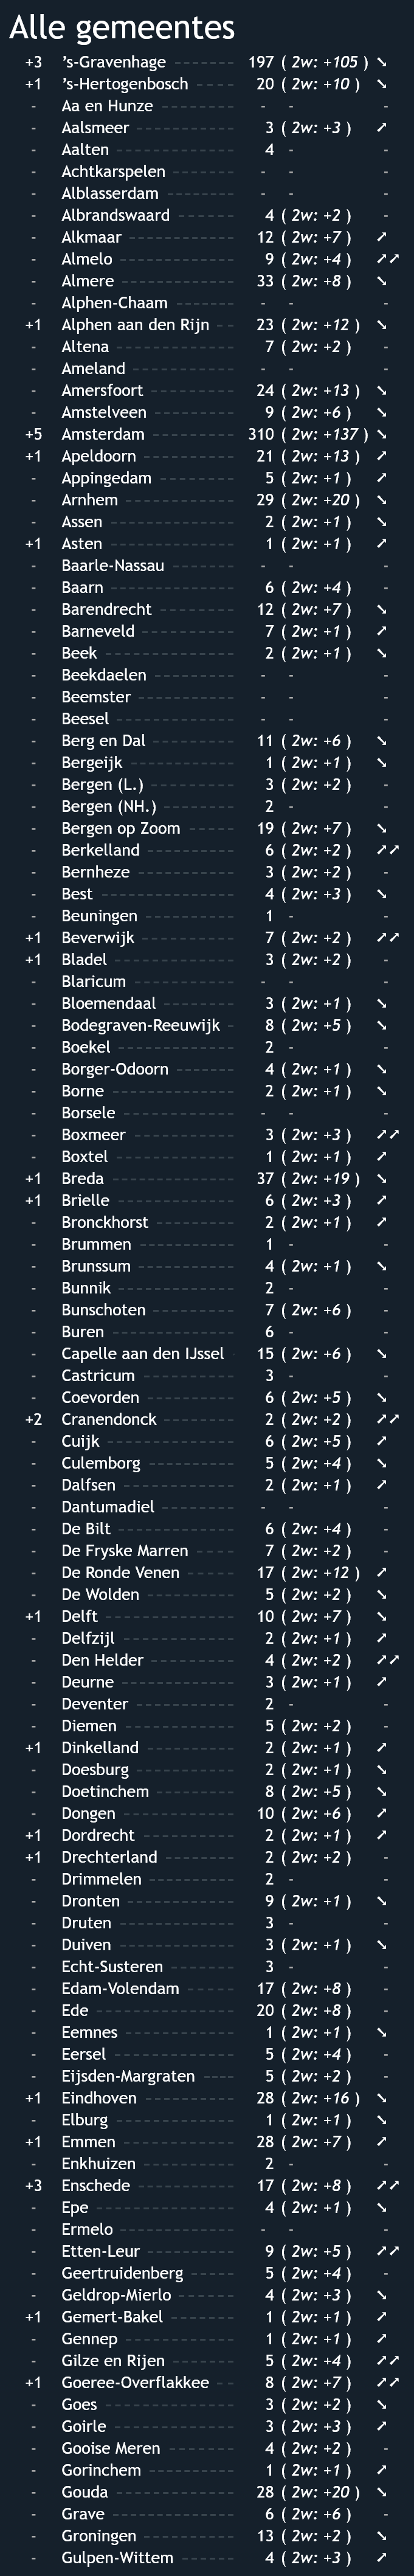 Alle gemeentes
+3 ’s-Gravenhage 197 ( 2w: +105 ) ➘
+1 ’s-Hertogenbosch 20 ( 2w: +10 ) ➘
- Aa en Hunze - - -
- Aalsmeer 3 ( 2w: +3 ) ➚
- Aalten 4 - -
- Achtkarspelen - - -
- Alblasserdam - - -
- Albrandswaard 4 ( 2w: +2 ) -
- Alkmaar 12 ( 2w: +7 ) ➚
- Almelo 9 ( 2w: +4 ) ➚➚
- Almere 33 ( 2w: +8 ) ➘
- Alphen-Chaam - - -
+1 Alphen aan den Rijn 23 ( 2w: +12 ) ➘
- Altena 7 ( 2w: +2 ) -
- Ameland - - -
- Amersfoort 24 ( 2w: +13 ) ➘
- Amstelveen 9 ( 2w: +6 ) ➘
+5 Amsterdam 310 ( 2w: +137 ) ➘
+1 Apeldoorn 21 ( 2w: +13 ) ➚
- Appingedam 5 ( 2w: +1 ) ➚
- Arnhem 29 ( 2w: +20 ) ➘
- Assen 2 ( 2w: +1 ) ➘
+1 Asten 1 ( 2w: +1 ) ➚
- Baarle-Nassau - - -
- Baarn 6 ( 2w: +4 ) -
- Barendrecht 12 ( 2w: +7 ) ➘
- Barneveld 7 ( 2w: +1 ) ➚
- Beek 2 ( 2w: +1 ) ➘
- Beekdaelen - - -
- Beemster - - -
- Beesel - - -
- Berg en Dal 11 ( 2w: +6 ) ➘
- Bergeijk 1 ( 2w: +1 ) ➘
- Bergen (L.) 3 ( 2w: +2 ) -
- Bergen (NH.) 2 - -
- Bergen op Zoom 19 ( 2w: +7 ) ➘
- Berkelland 6 ( 2w: +2 ) ➚➚
- Bernheze 3 ( 2w: +2 ) -
- Best 4 ( 2w: +3 ) ➘
- Beuningen 1 - -
+1 Beverwijk 7 ( 2w: +2 ) ➚➚
+1 Bladel 3 ( 2w: +2 ) -
- Blaricum - - -
- Bloemendaal 3 ( 2w: +1 ) ➘
- Bodegraven-Reeuwijk 8 ( 2w: +5 ) ➘
- Boekel 2 - -
- Borger-Odoorn 4 ( 2w: +1 ) ➘
- Borne 2 ( 2w: +1 ) ➘
- Borsele - - -
- Boxmeer 3 ( 2w: +3 ) ➚➚
- Boxtel 1 ( 2w: +1 ) ➚
+1 Breda 37 ( 2w: +19 ) ➘
+1 Brielle 6 ( 2w: +3 ) ➚
- Bronckhorst 2 ( 2w: +1 ) ➚
- Brummen 1 - -
- Brunssum 4 ( 2w: +1 ) ➘
- Bunnik 2 - -
- Bunschoten 7 ( 2w: +6 ) -
- Buren 6 - -
- Capelle aan den IJssel 15 ( 2w: +6 ) ➘
- Castricum 3 - -
- Coevorden 6 ( 2w: +5 ) ➘
+2 Cranendonck 2 ( 2w: +2 ) ➚➚
- Cuijk 6 ( 2w: +5 ) ➚
- Culemborg 5 ( 2w: +4 ) ➘
- Dalfsen 2 ( 2w: +1 ) ➚
- Dantumadiel - - -
- De Bilt 6 ( 2w: +4 ) -
- De Fryske Marren 7 ( 2w: +2 ) -
- De Ronde Venen 17 ( 2w: +12 ) ➚
- De Wolden 5 ( 2w: +2 ) ➘
+1 Delft 10 ( 2w: +7 ) ➘
- Delfzijl 2 ( 2w: +1 ) ➚
- Den Helder 4 ( 2w: +2 ) ➚➚
- Deurne 3 ( 2w: +1 ) ➚
- Deventer 2 - -
- Diemen 5 ( 2w: +2 ) -
+1 Dinkelland 2 ( 2w: +1 ) ➚
- Doesburg 2 ( 2w: +1 ) ➘
- Doetinchem 8 ( 2w: +5 ) ➘
- Dongen 10 ( 2w: +6 ) ➚
+1 Dordrecht 2 ( 2w: +1 ) ➚
+1 Drechterland 2 ( 2w: +2 ) -
- Drimmelen 2 - -
- Dronten 9 ( 2w: +1 ) ➘
- Druten 3 - -
- Duiven 3 ( 2w: +1 ) ➘
- Echt-Susteren 3 - -
- Edam-Volendam 17 ( 2w: +8 ) -
- Ede 20 ( 2w: +8 ) -
- Eemnes 1 ( 2w: +1 ) ➘
- Eersel 5 ( 2w: +4 ) -
- Eijsden-Margraten 5 ( 2w: +2 ) -
+1 Eindhoven 28 ( 2w: +16 ) ➘
- Elburg 1 ( 2w: +1 ) ➘
+1 Emmen 28 ( 2w: +7 ) ➚
- Enkhuizen 2 - -
+3 Enschede 17 ( 2w: +8 ) ➚➚
- Epe 4 ( 2w: +1 ) ➘
- Ermelo - - -
- Etten-Leur 9 ( 2w: +5 ) ➚➚
- Geertruidenberg 5 ( 2w: +4 ) -
- Geldrop-Mierlo 4 ( 2w: +3 ) ➘
+1 Gemert-Bakel 1 ( 2w: +1 ) ➚
- Gennep 1 ( 2w: +1 ) ➚
- Gilze en Rijen 5 ( 2w: +4 ) ➚➚
+1 Goeree-Overflakkee 8 ( 2w: +7 ) ➚➚
- Goes 3 ( 2w: +2 ) ➘
- Goirle 3 ( 2w: +3 ) ➚
- Gooise Meren 4 ( 2w: +2 ) -
- Gorinchem 1 ( 2w: +1 ) ➚
- Gouda 28 ( 2w: +20 ) ➘
- Grave 6 ( 2w: +6 ) -
- Groningen 13 ( 2w: +2 ) ➘
- Gulpen-Wittem 4 ( 2w: +3 ) ➚